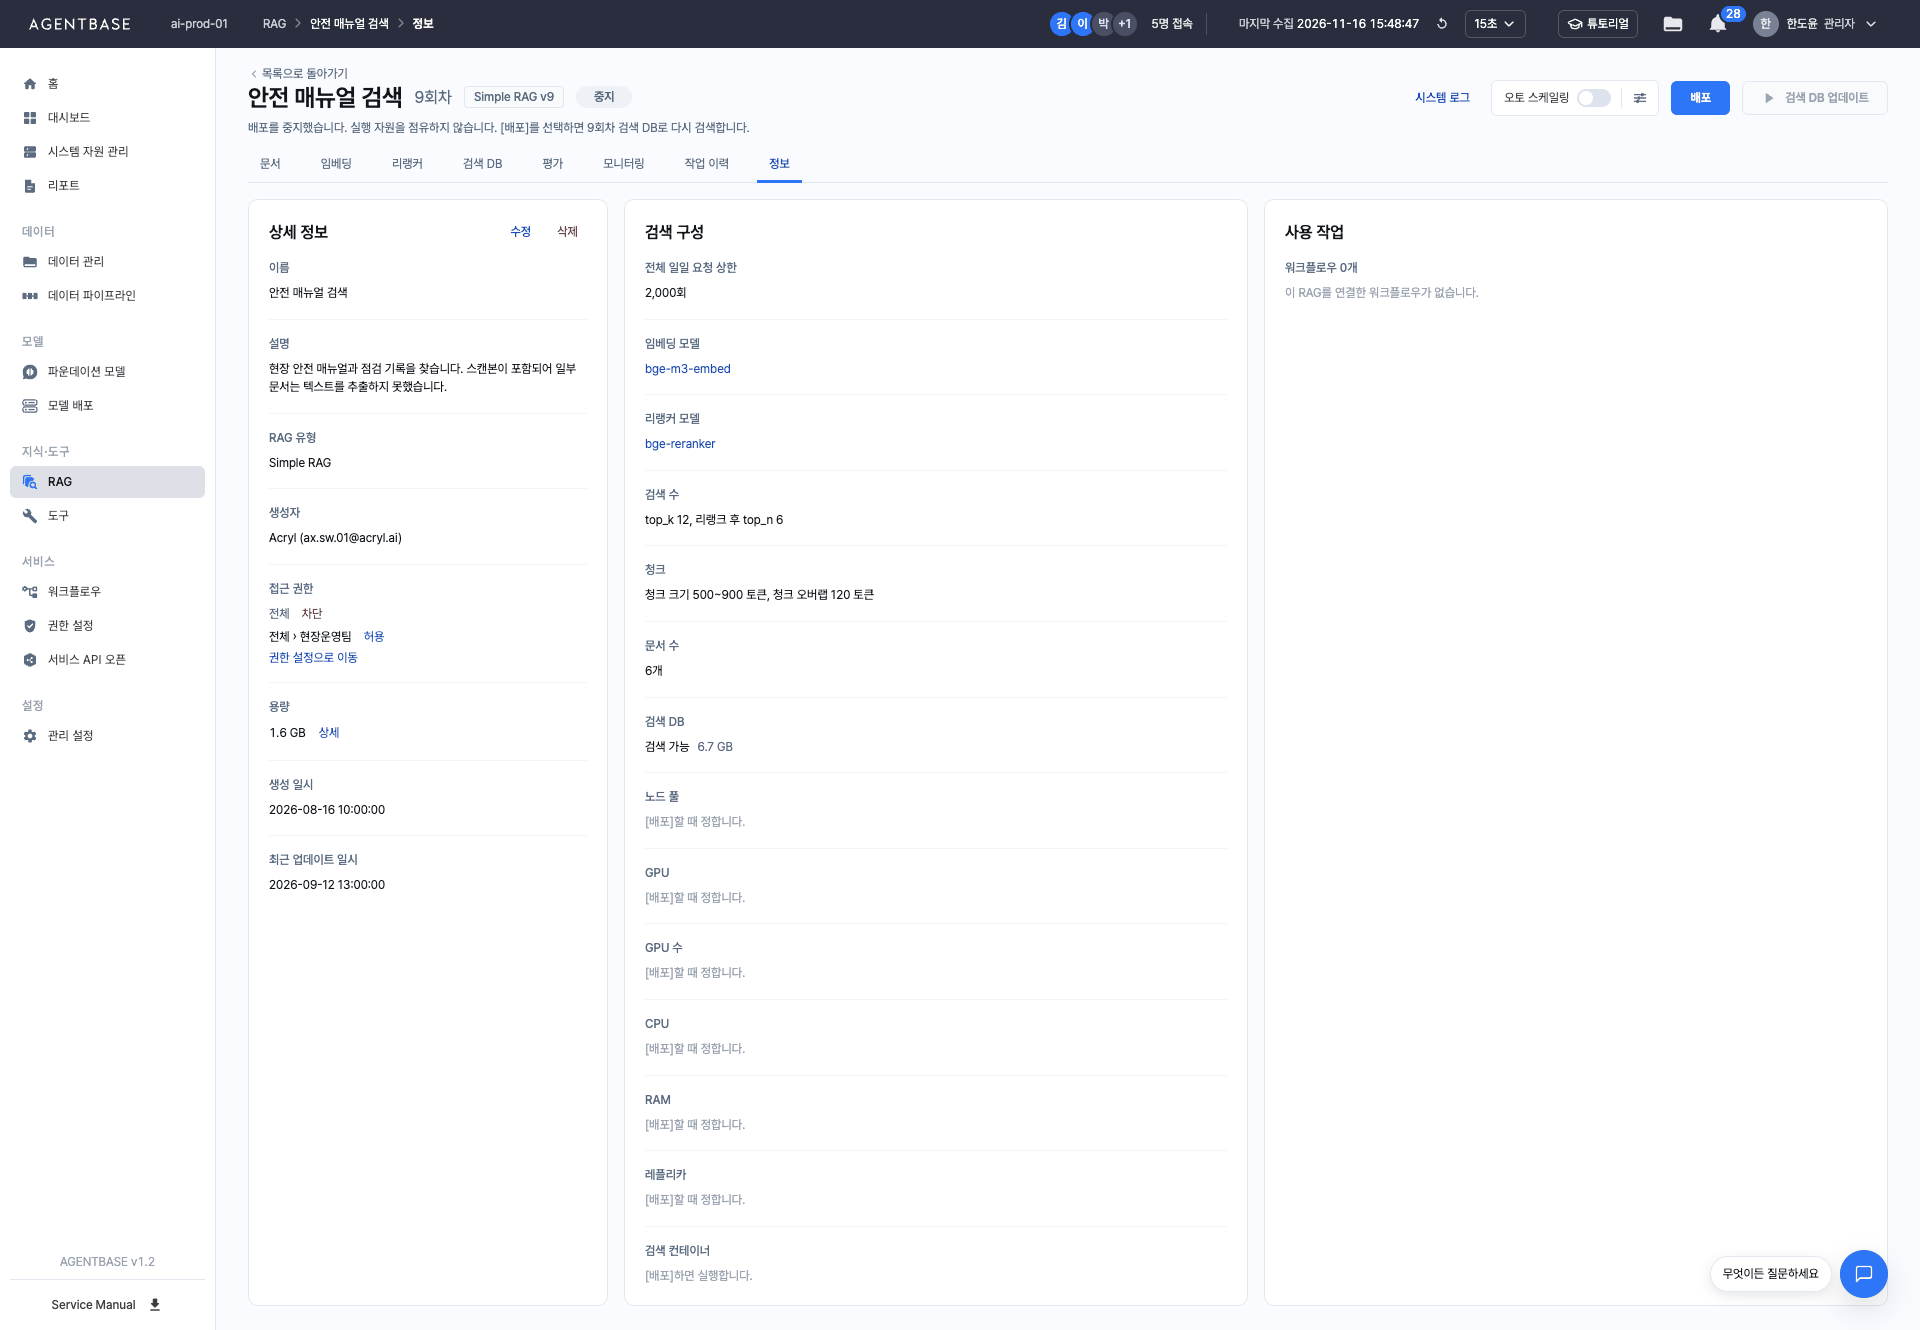 AGENTBASE
ai-prod-01
RAG > 안전 매뉴얼 검색 > 정보
김 이 박 +1 5명 접속
마지막 수집 2026-11-16 15:48:47
15초
튜토리얼
28
한 한도윤 관리자
홈
대시보드
시스템 자원 관리
리포트
데이터
데이터 관리
데이터 파이프라인
모델
파운데이션 모델
모델 배포
지식·도구
RAG
도구
서비스
워크플로우
권한 설정
서비스 API 오픈
설정
관리 설정
AGENTBASE v1.2
Service Manual
목록으로 돌아가기
안전 매뉴얼 검색 9회차 Simple RAG v9 중지
배포를 중지했습니다. 실행 자원을 점유하지 않습니다. [배포]를 선택하면 9회차 검색 DB로 다시 검색합니다.
시스템 로그
오토 스케일링
배포
검색 DB 업데이트
문서 임베딩 리랭커 검색 DB 평가 모니터링 작업 이력 정보
상세 정보 수정 삭제
이름
안전 매뉴얼 검색
설명
현장 안전 매뉴얼과 점검 기록을 찾습니다. 스캔본이 포함되어 일부
문서는 텍스트를 추출하지 못했습니다.
RAG 유형
Simple RAG
생성자
Acryl (ax.sw.01@acryl.ai)
접근 권한
전체 차단
전체 › 현장운영팀 허용
권한 설정으로 이동
용량
1.6 GB 상세
생성 일시
2026-08-16 10:00:00
최근 업데이트 일시
2026-09-12 13:00:00
검색 구성
전체 일일 요청 상한
2,000회
임베딩 모델
bge-m3-embed
리랭커 모델
bge-reranker
검색 수
top_k 12, 리랭크 후 top_n 6
청크
청크 크기 500~900 토큰, 청크 오버랩 120 토큰
문서 수
6개
검색 DB
검색 가능 6.7 GB
노드 풀
[배포]할 때 정합니다.
GPU
[배포]할 때 정합니다.
GPU 수
[배포]할 때 정합니다.
CPU
[배포]할 때 정합니다.
RAM
[배포]할 때 정합니다.
레플리카
[배포]할 때 정합니다.
검색 컨테이너
[배포]하면 실행합니다.
사용 작업
워크플로우 0개
이 RAG를 연결한 워크플로우가 없습니다.
무엇이든 질문하세요